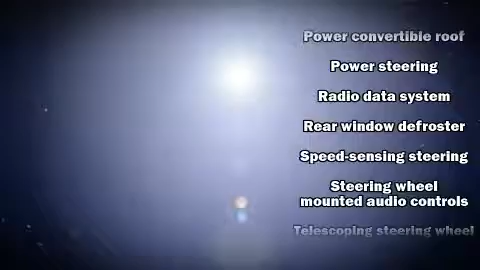 Power convertible roof
Power steering
Radio data system
Rear window defroster
Speed-sensing steering
Steering wheel
mounted audio controls
Telescoping steering wheel